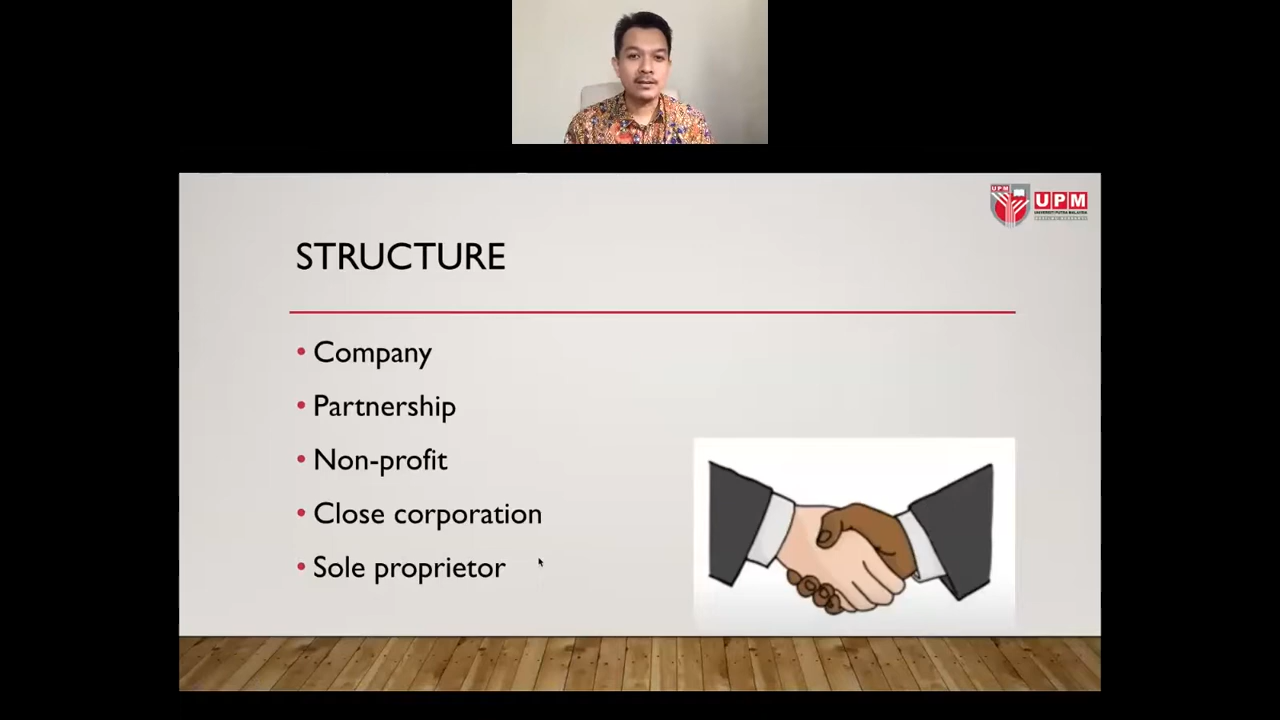 UPM
UPM
UNIVERSITI PUTRA MALAYSIA
STRUCTURE
• Company
• Partnership
• Non-profit
• Close corporation
• Sole proprietor